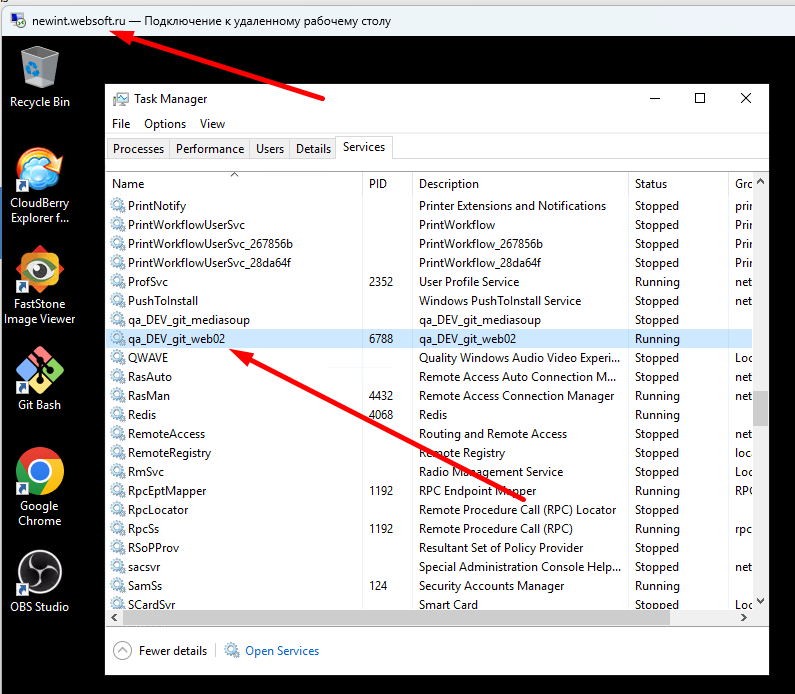 newint.websoft.ru — Подключение к удаленному рабочему столу
Recycle Bin
CloudBerry
Explorer f...
FastStone
Image Viewer
Git Bash
Google
Chrome
OBS Studio
Task Manager
File Options View
Processes Performance Users Details Services
Name PID Description Status Grc
PrintNotify Printer Extensions and Notifications Stopped prir
PrintWorkflowUserSvc PrintWorkflow Stopped Prir
PrintWorkflowUserSvc_267856b PrintWorkflow_267856b Stopped Prir
PrintWorkflowUserSvc_28da64f PrintWorkflow_28da64f Stopped Prir
ProfSvc 2352 User Profile Service Running net
PushToInstall Windows PushToInstall Service Stopped net
qa_DEV_git_mediasoup qa_DEV_git_mediasoup Stopped
qa_DEV_git_web02 6788 qa_DEV_git_web02 Running
QWAVE Quality Windows Audio Video Experi... Stopped Loc
RasAuto Remote Access Auto Connection M... Stopped net
RasMan 4432 Remote Access Connection Manager Running net
Redis 4068 Redis Running
RemoteAccess Routing and Remote Access Stopped net
RemoteRegistry Remote Registry Stopped loca
RmSvc Radio Management Service Stopped Loc
RpcEptMapper 1192 RPC Endpoint Mapper Running RPC
RpcLocator Remote Procedure Call (RPC) Locator Stopped
RpcSs 1192 Remote Procedure Call (RPC) Running rpc
RSoPProv Resultant Set of Policy Provider Stopped
sacsvr Special Administration Console Help... Stopped net
SamSs 124 Security Accounts Manager Running
SCardSvr Smart Card Stopped Loc
Fewer details Open Services